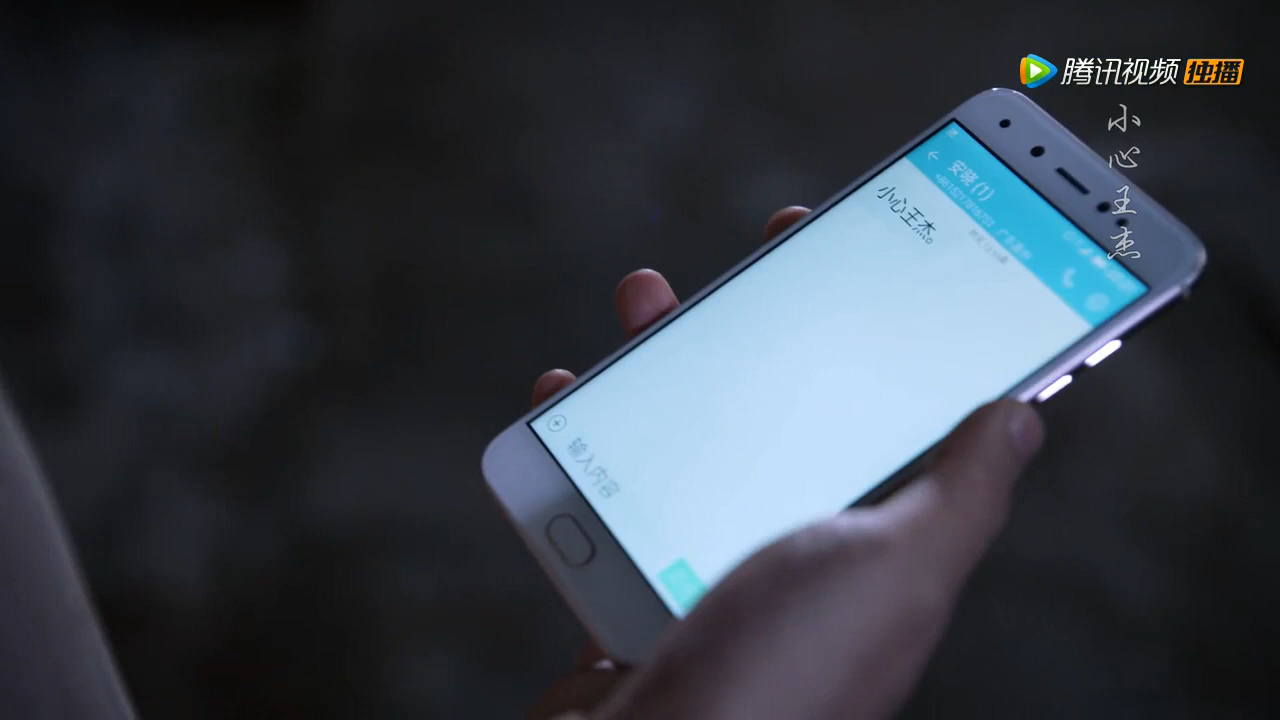 腾讯视频 独播
小心王杰
安晓(1)
小心王杰。
输入内容